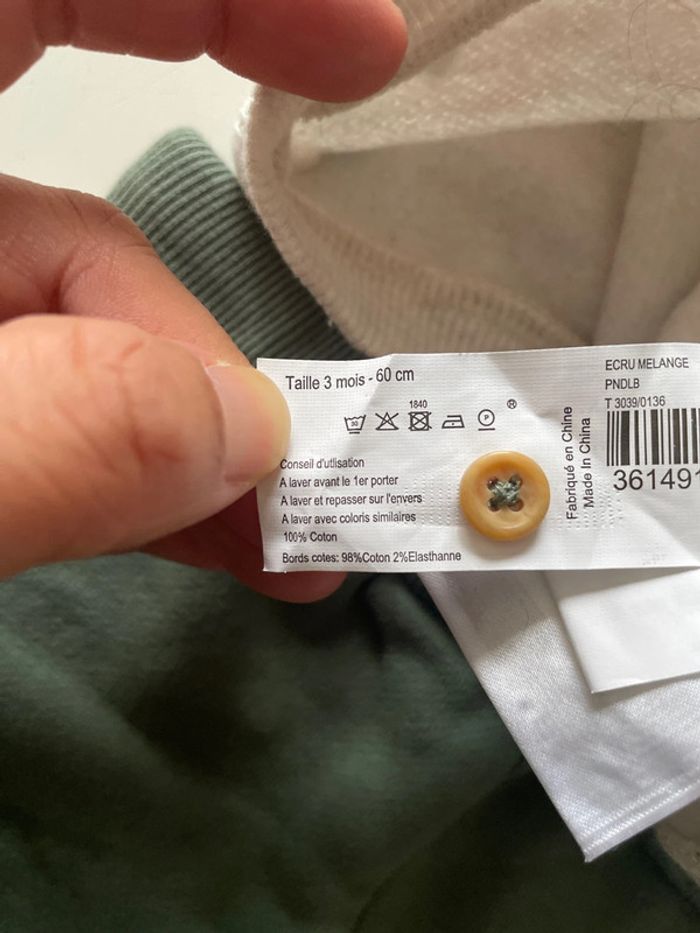 Taille 3 mois - 60 cm
1840
30
P
®
Conseil d'utlisation
A laver avant le 1er porter
A laver et repasser sur l'envers
A laver avec coloris similaires
100% Coton
Bords cotes: 98%Coton 2%Elasthanne
Fabriqué en Chine
Made In China
ECRU MELANGE
PNDLB
T 3039/0136
361491